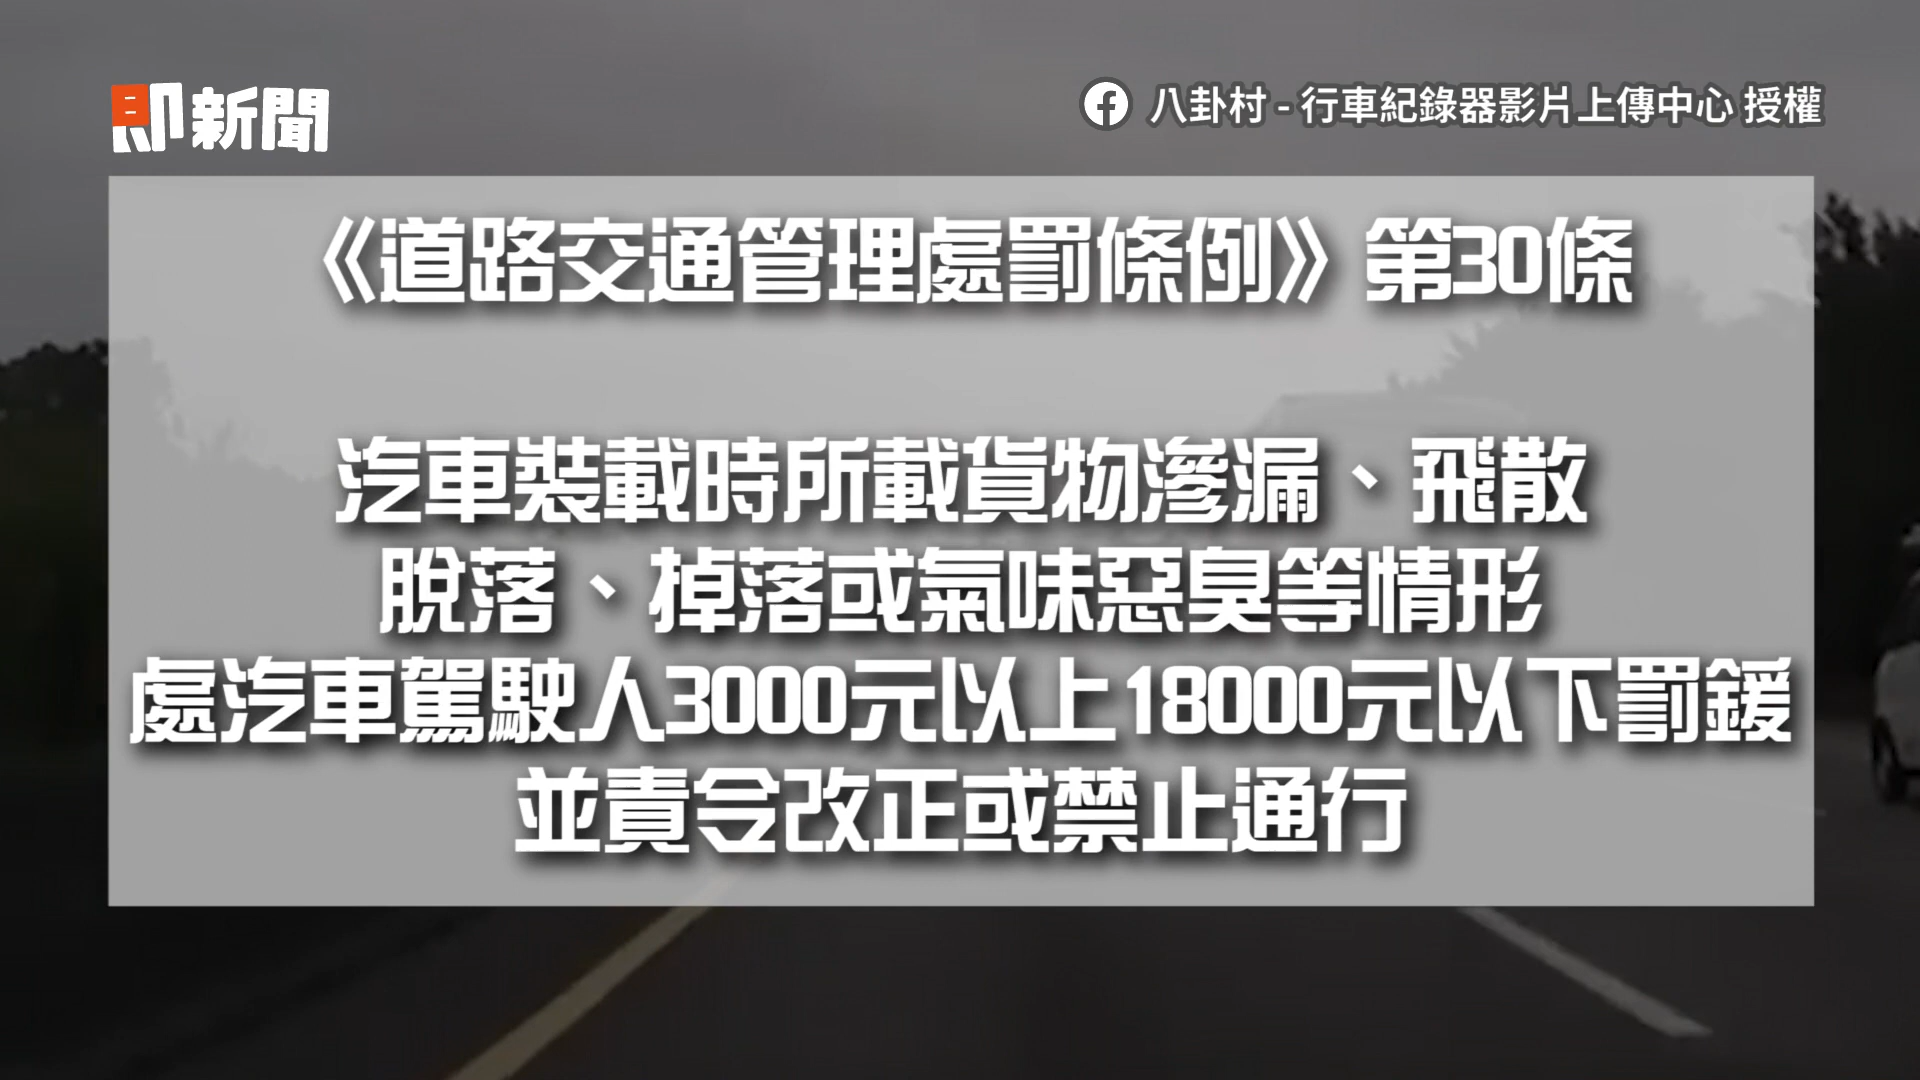 即新聞
八卦村 - 行車紀錄器影片上傳中心 授權
《道路交通管理處罰條例》第30條
汽車裝載時所載貨物滲漏、飛散
脫落、掉落或氣味惡臭等情形
處汽車駕駛人3000元以上18000元以下罰鍰
並責令改正或禁止通行